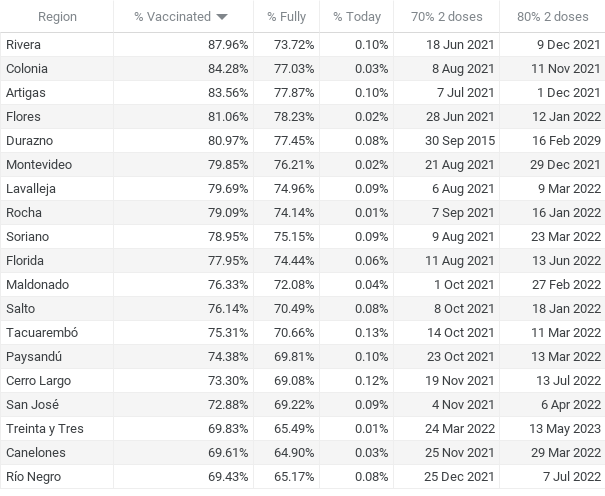 Region % Vaccinated % Fully % Today 70% 2 doses 80% 2 doses
Rivera 87.96% 73.72% 0.10% 18 Jun 2021 9 Dec 2021
Colonia 84.28% 77.03% 0.03% 8 Aug 2021 11 Nov 2021
Artigas 83.56% 77.87% 0.10% 7 Jul 2021 1 Dec 2021
Flores 81.06% 78.23% 0.02% 28 Jun 2021 12 Jan 2022
Durazno 80.97% 77.45% 0.08% 30 Sep 2015 16 Feb 2029
Montevideo 79.85% 76.21% 0.02% 21 Aug 2021 29 Dec 2021
Lavalleja 79.69% 74.96% 0.09% 6 Aug 2021 9 Mar 2022
Rocha 79.09% 74.14% 0.01% 7 Sep 2021 16 Jan 2022
Soriano 78.95% 75.15% 0.09% 9 Aug 2021 23 Mar 2022
Florida 77.95% 74.44% 0.06% 11 Aug 2021 13 Jun 2022
Maldonado 76.33% 72.08% 0.04% 1 Oct 2021 27 Feb 2022
Salto 76.14% 70.49% 0.08% 8 Oct 2021 18 Jan 2022
Tacuarembó 75.31% 70.66% 0.13% 14 Oct 2021 11 Mar 2022
Paysandú 74.38% 69.81% 0.10% 23 Oct 2021 13 Mar 2022
Cerro Largo 73.30% 69.08% 0.12% 19 Nov 2021 13 Jul 2022
San José 72.88% 69.22% 0.09% 4 Nov 2021 6 Apr 2022
Treinta y Tres 69.83% 65.49% 0.01% 24 Mar 2022 13 May 2023
Canelones 69.61% 64.90% 0.03% 25 Nov 2021 29 Mar 2022
Río Negro 69.43% 65.17% 0.08% 25 Dec 2021 7 Jul 2022